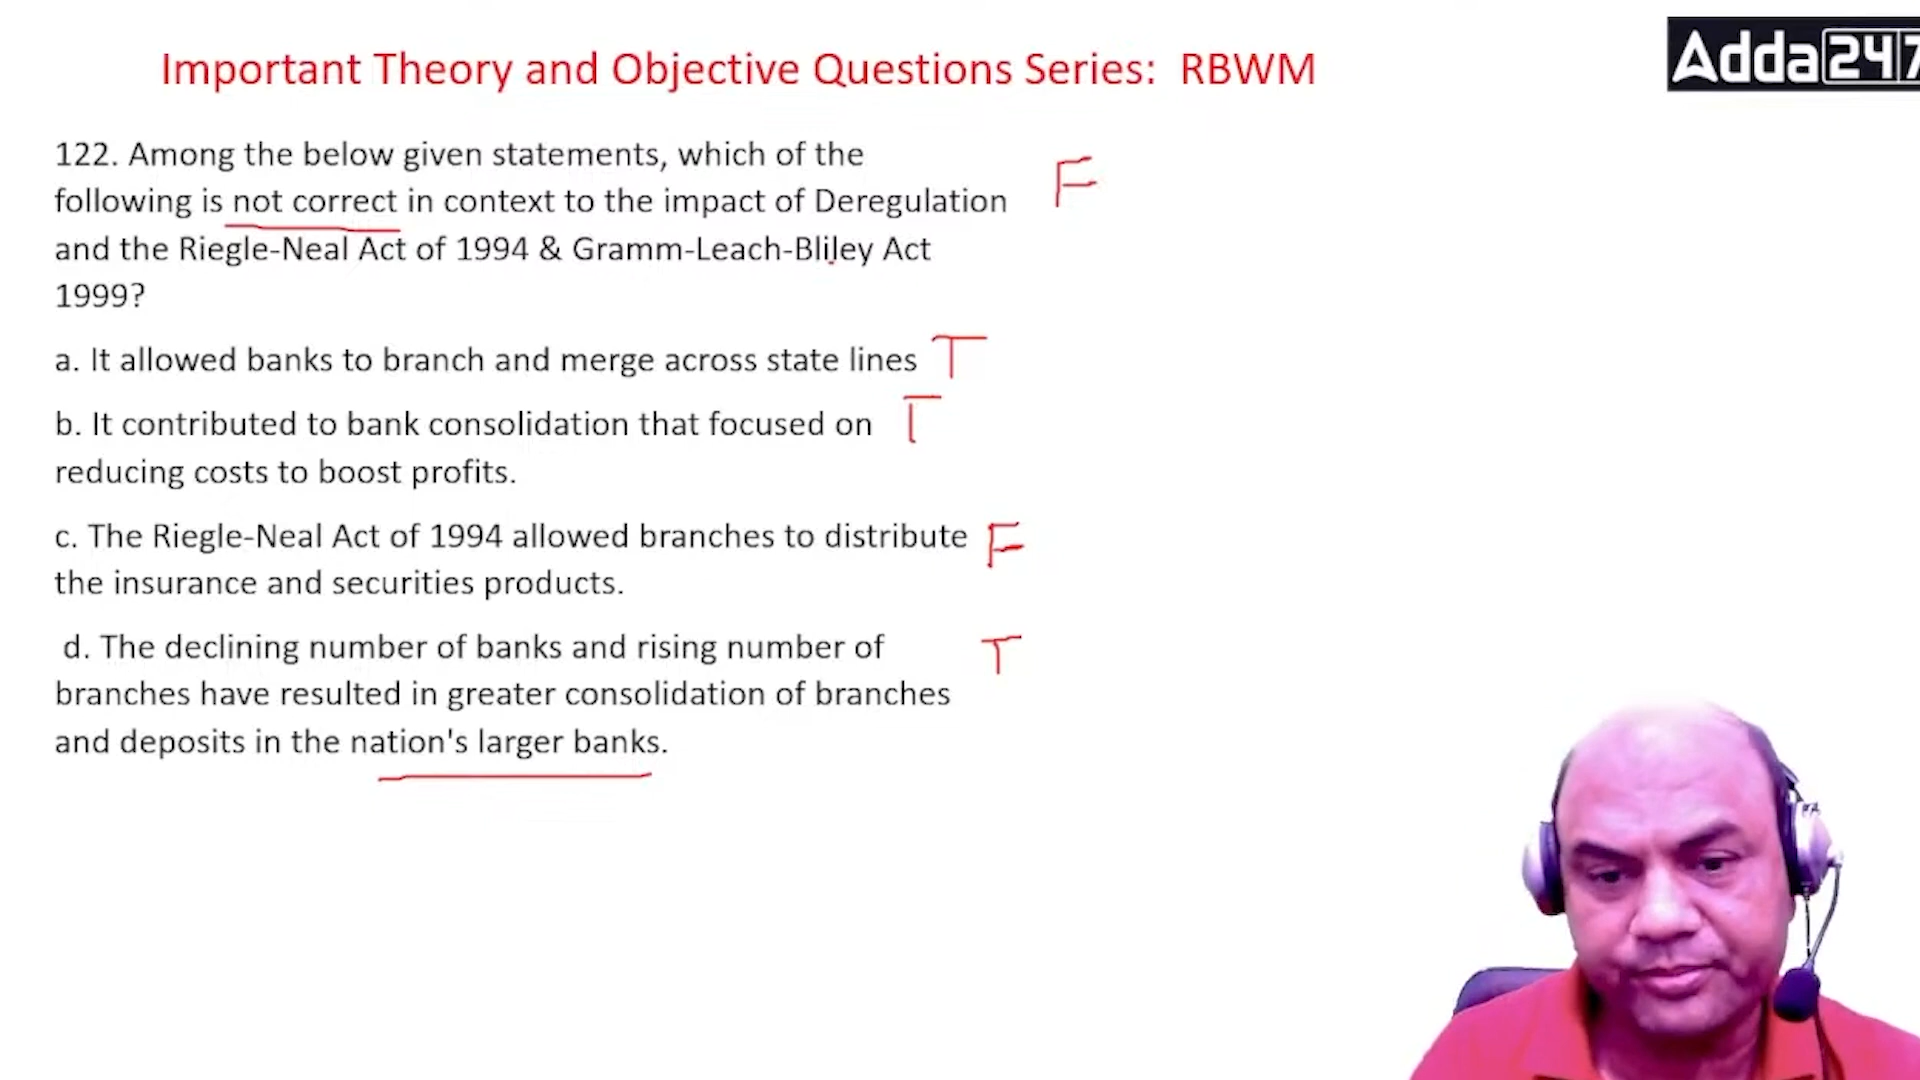 Important Theory and Objective Questions Series: RBWM
Adda247
122. Among the below given statements, which of the
following is not correct in context to the impact of Deregulation
and the Riegle-Neal Act of 1994 & Gramm-Leach-Bliley Act
1999?
F
a. It allowed banks to branch and merge across state lines T
b. It contributed to bank consolidation that focused on T
reducing costs to boost profits.
c. The Riegle-Neal Act of 1994 allowed branches to distribute F
the insurance and securities products.
d. The declining number of banks and rising number of T
branches have resulted in greater consolidation of branches
and deposits in the nation's larger banks.